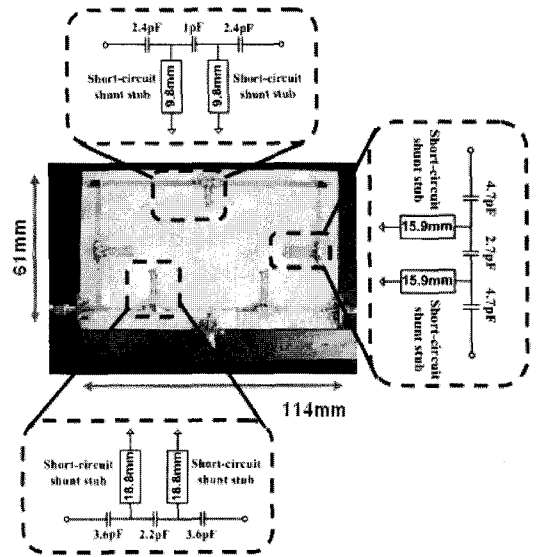 2.4pF 1pF 2.4pF
Short-circuit
shunt stub
9.8mm
9.8mm
Short-circuit
shunt stub
61mm
114mm
Short-circuit
shunt stub
15.9mm
15.9mm
Short-circuit
shunt stub
4.7pF
2.7pF
4.7pF
Short-circuit
shunt stub
18.8mm
18.8mm
Short-circuit
shunt stub
3.6pF 2.2pF 3.6pF